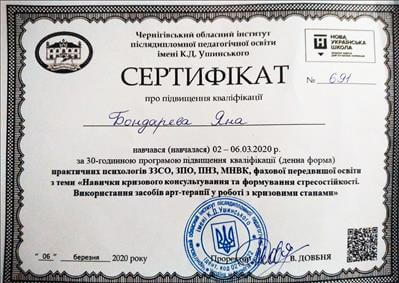 Чернігівський обласний інститут
післядипломної педагогічної освіти
імені К.Д. Ушинського
НОВА
УКРАЇНСЬКА
ШКОЛА
СЕРТИФІКАТ
№ 691
про підвищення кваліфікації
Бондарева Яна
навчався (навчалася) 02 – 06.03.2020 р.
за 30-годинною програмою підвищення кваліфікації (денна форма)
практичних психологів ЗЗСО, ЗПО, ПНЗ, МНВК, фахової передвищої освіти
з теми «Навички кризового консультування та формування стресостійкості.
Використання засобів арт-терапії у роботі з кризовими станами»
"06" березня 2020 року
Проректор
В. ДОВБНЯ